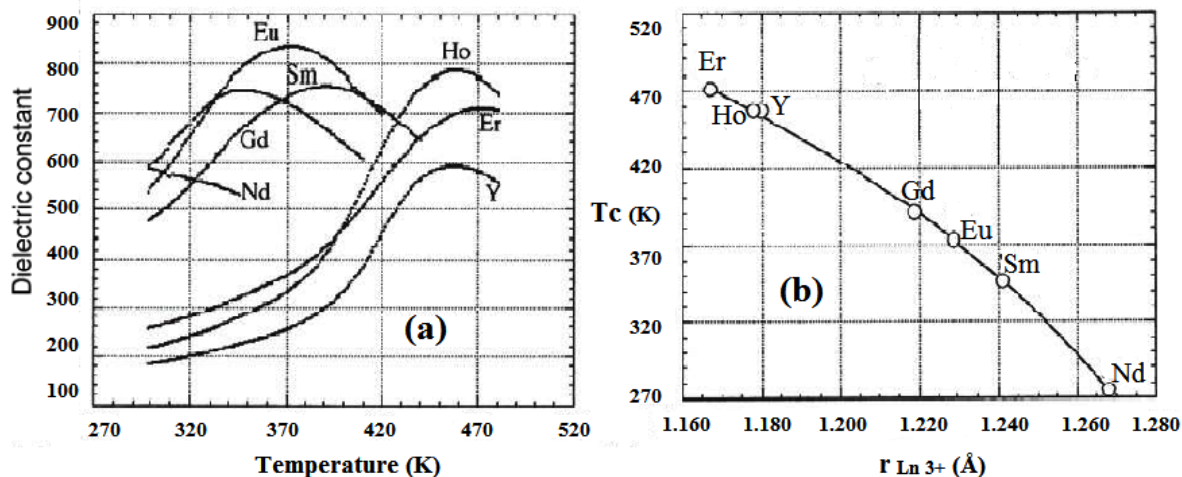 Dielectric constant
900
800
700
600
500
400
300
200
100
Eu
Sm
Ho
Gd
Er
Nd
Y
(a)
270 320 370 420 470 520
Temperature (K)
Tc (K)
520
470
420
370
320
270
Er
Ho Y
Gd
Eu
Sm
Nd
(b)
1.160 1.180 1.200 1.220 1.240 1.260 1.280
r Ln 3+ (Å)